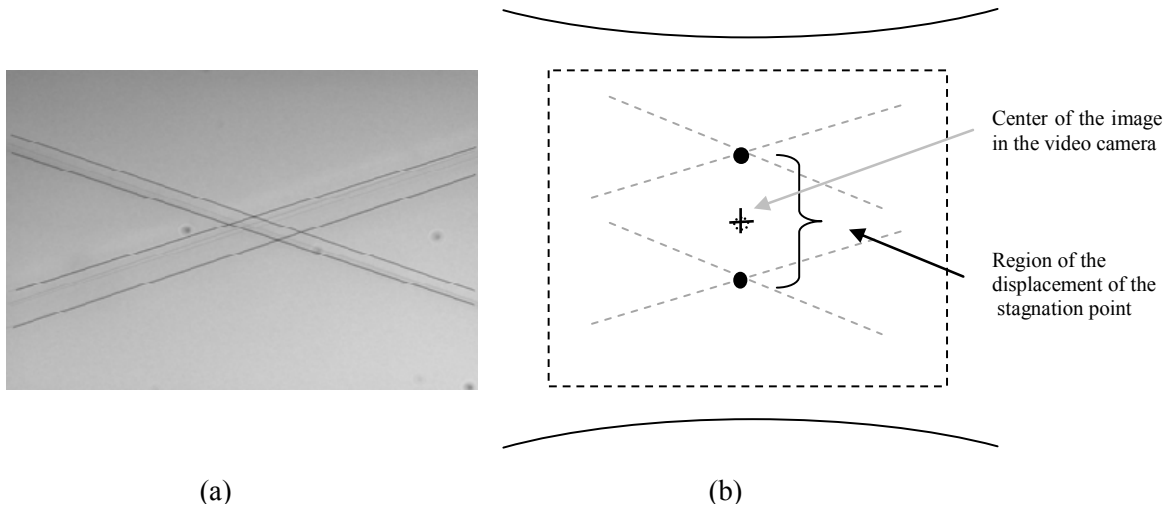 Center of the image
in the video camera
Region of the
displacement of the
stagnation point
(a)
(b)